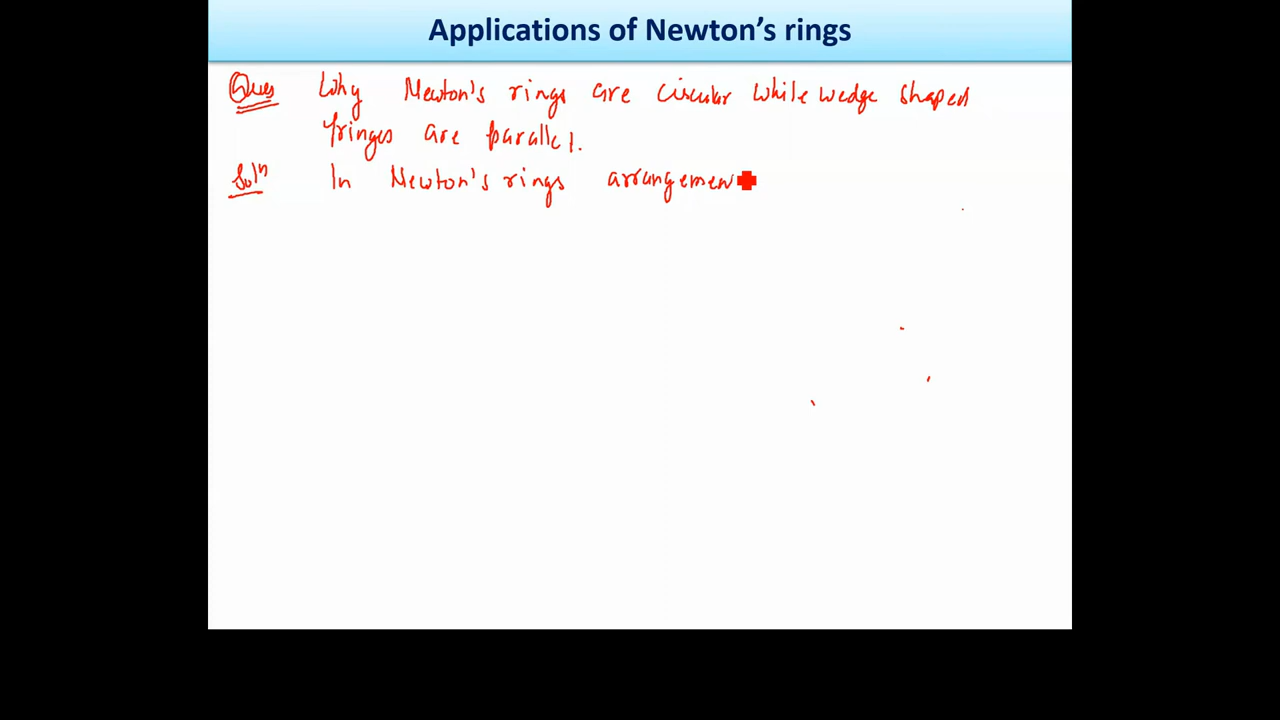 Applications of Newton's rings
Ques Why Newton's rings are circular while wedge shaped
fringes are parallel.
Solⁿ In Newton's rings arrangemen